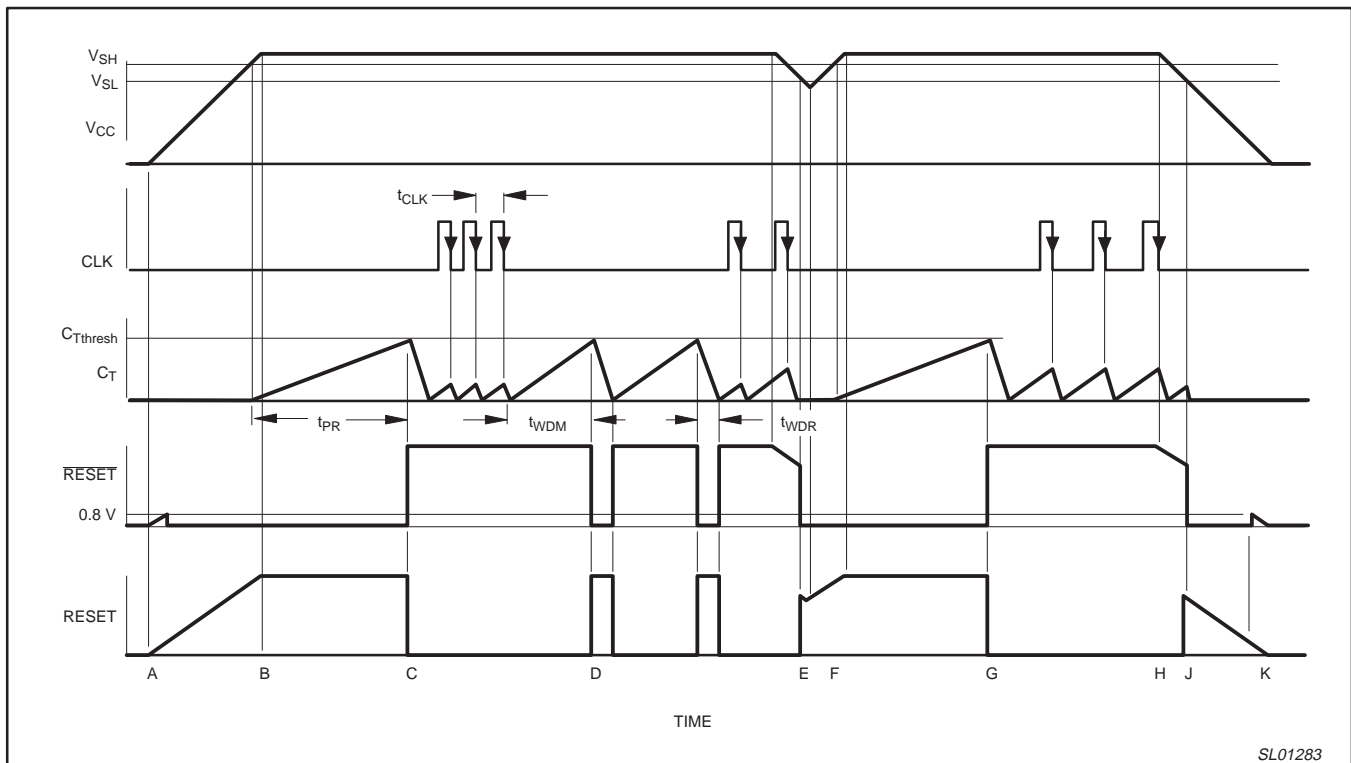 VSH
VSL
VCC
tCLK
CLK
CTthresh
CT
tPR
tWDM
tWDR
RESET
0.8 V
RESET
A B C D E F G H J K
TIME
SL01283